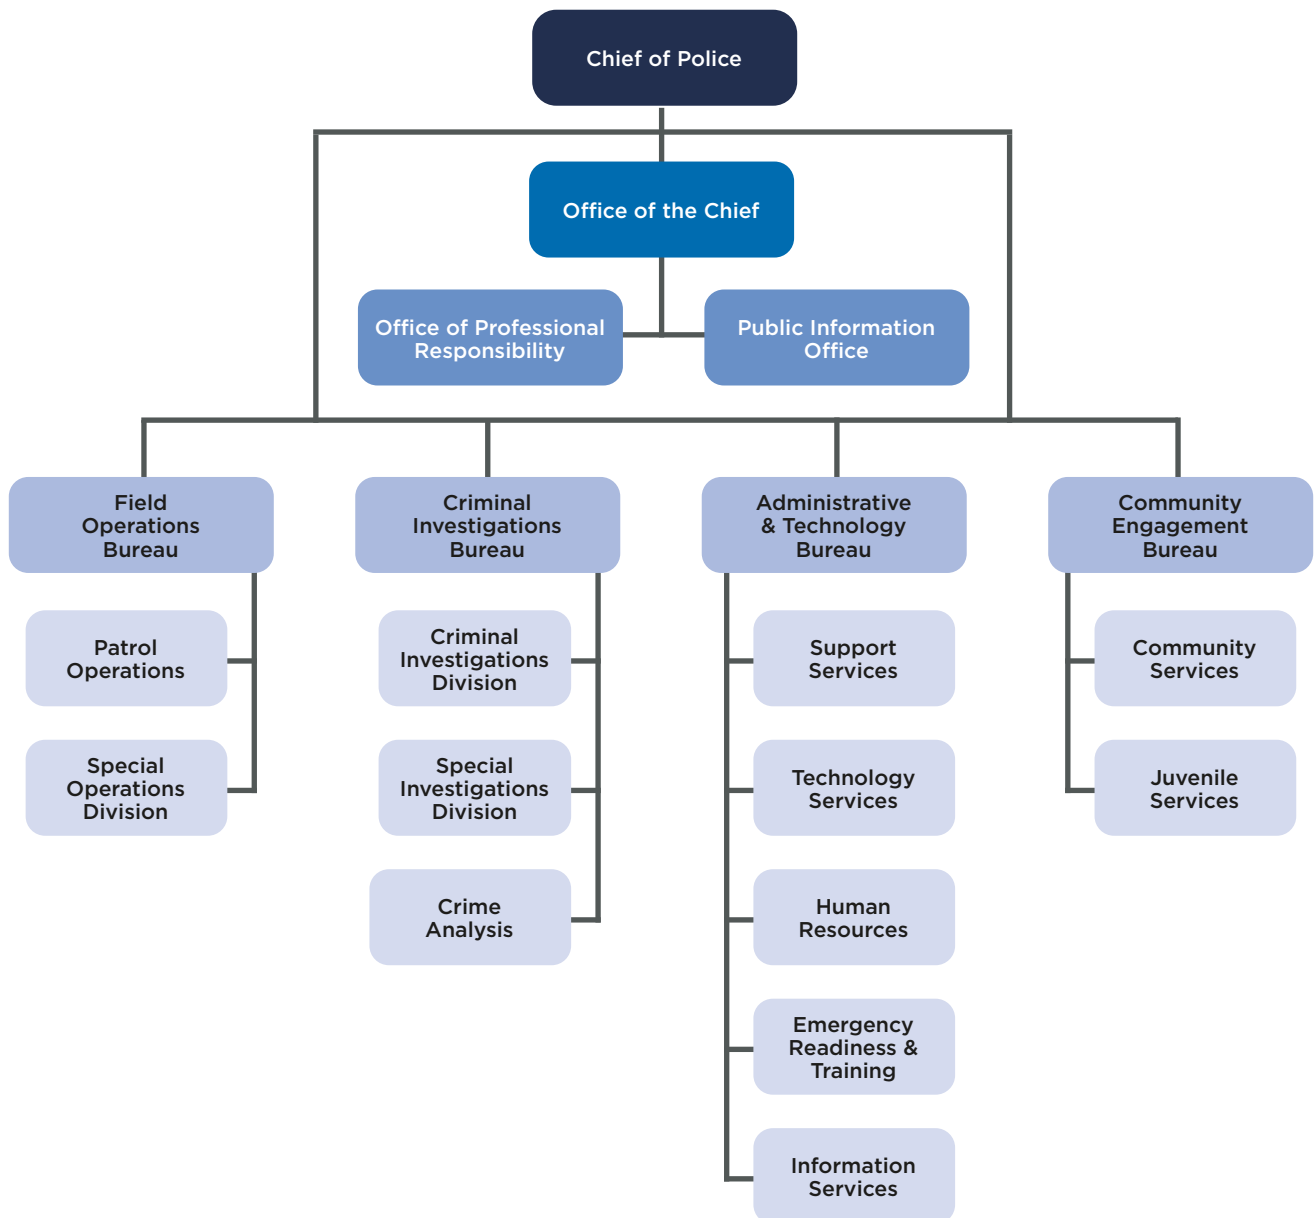 Chief of Police
Office of the Chief
Office of Professional
Responsibility
Public Information
Office
Field
Operations
Bureau
Criminal
Investigations
Bureau
Administrative
& Technology
Bureau
Community
Engagement
Bureau
Patrol
Operations
Criminal
Investigations
Division
Support
Services
Community
Services
Special
Operations
Division
Special
Investigations
Division
Technology
Services
Juvenile
Services
Crime
Analysis
Human
Resources
Emergency
Readiness &
Training
Information
Services